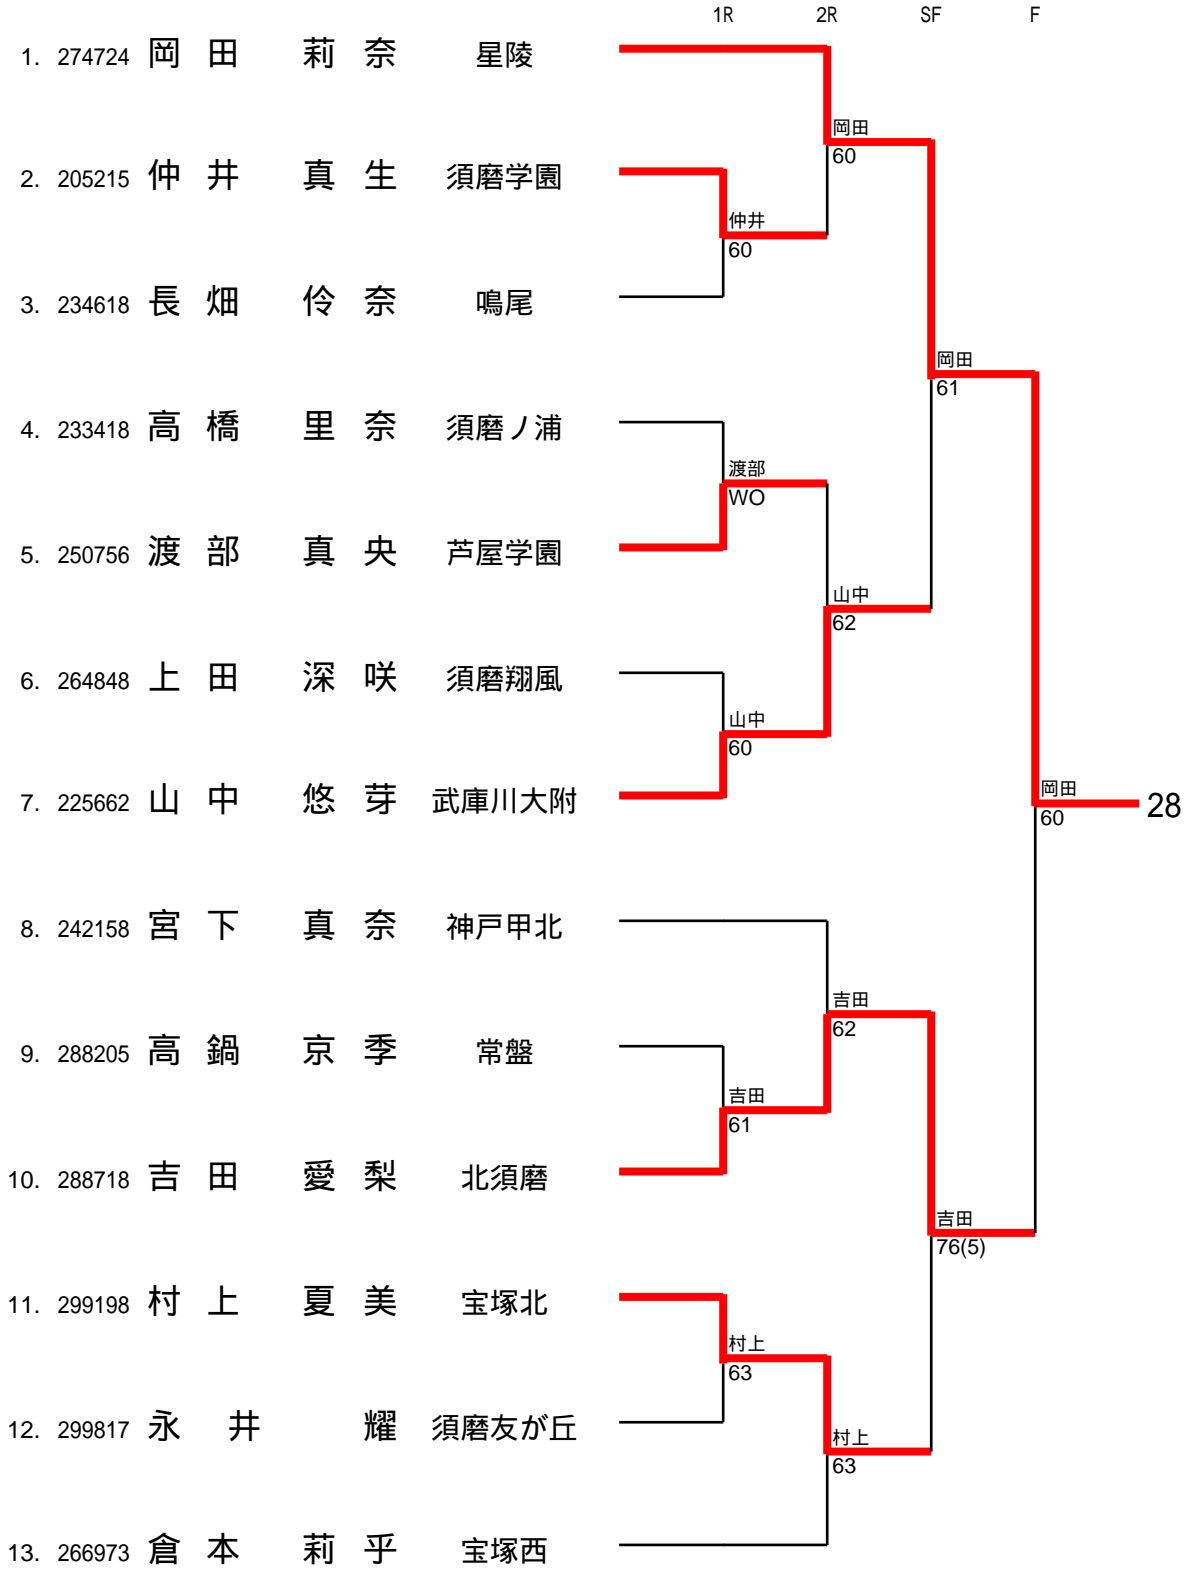 1R 2R SF F
1. 274724 岡田 莉奈 星陵
岡田
60
2. 205215 仲井 真生 須磨学園
仲井
60
3. 234618 長畑 伶奈 鳴尾
岡田
61
4. 233418 高橋 里奈 須磨ノ浦
渡部
WO
5. 250756 渡部 真央 芦屋学園
山中
62
6. 264848 上田 深咲 須磨翔風
山中
60
7. 225662 山中 悠芽 武庫川大附
岡田
60
28
8. 242158 宮下 真奈 神戸甲北
吉田
62
9. 288205 高鍋 京季 常盤
吉田
61
10. 288718 吉田 愛梨 北須磨
吉田
76(5)
11. 299198 村上 夏美 宝塚北
村上
63
12. 299817 永井 耀 須磨友が丘
村上
63
13. 266973 倉本 莉乎 宝塚西